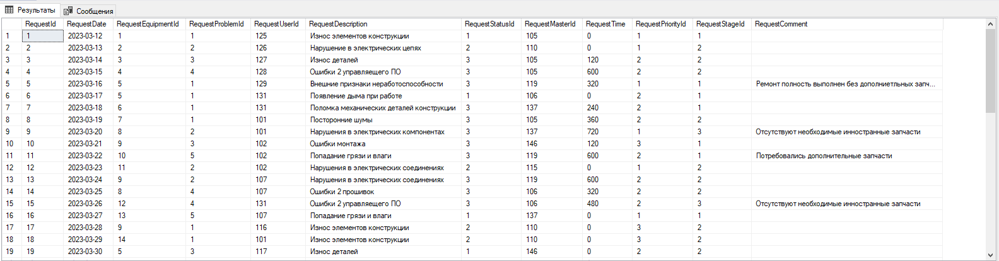 Результаты Сообщения
RequestId RequestDate RequestEquipmentId RequestProblemId RequestUserId RequestDescription RequestStatusId RequestMasterId RequestTime RequestPriorityId RequestStageId RequestComment
1 1 2023-03-12 1 1 125 Износ элементов конструкции 1 105 0 1 1
2 2 2023-03-13 2 2 126 Нарушение в электрических цепях 2 110 0 1 2
3 3 2023-03-14 3 3 127 Износ деталей 3 105 120 2 2
4 4 2023-03-15 4 4 128 Ошибки 2 управляещего ПО 3 105 600 2 2
5 5 2023-03-16 5 1 129 Внешние признаки неработоспособности 3 119 320 1 1 Ремонт полность выполнен без дополниетльных запч...
6 6 2023-03-17 5 1 131 Появление дыма при работе 1 106 0 2 1
7 7 2023-03-18 6 1 131 Поломка механических деталей конструкции 3 137 240 2 1
8 8 2023-03-19 7 1 101 Посторонние шумы 3 105 360 2 2
9 9 2023-03-20 8 2 101 Нарушения в электрических компонентах 3 137 720 1 3 Отсутствуют необходимые инностранные запчасти
10 10 2023-03-21 9 3 102 Ошибки монтажа 3 146 120 3 1
11 11 2023-03-22 10 5 102 Попадание грязи и влаги 3 119 600 2 1 Потребовались дополнительные запчасти
12 12 2023-03-23 11 2 102 Нарушения в электрических соединениях 2 115 0 1 2
13 13 2023-03-24 9 2 107 Нарушения в электрических соединениях 3 119 600 2 2
14 14 2023-03-25 8 4 107 Ошибки 2 прошивок 3 106 320 2 2
15 15 2023-03-26 12 4 131 Ошибки 2 управляещего ПО 3 106 480 2 3 Отсутствуют необходимые инностранные запчасти
16 16 2023-03-27 13 5 107 Попадание грязи и влаги 1 137 0 1 1
17 17 2023-03-28 9 1 116 Износ элементов конструкции 2 110 0 3 2
18 18 2023-03-29 14 1 101 Износ элементов конструкции 2 110 0 3 2
19 19 2023-03-30 5 3 117 Износ деталей 1 146 0 2 2